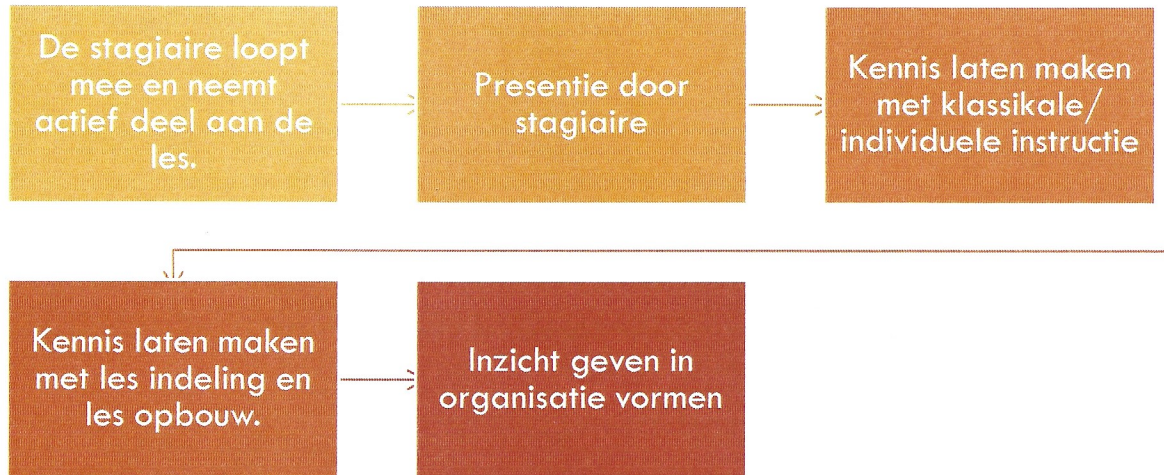 De stagiaire loopt
mee en neemt
actief deel aan de
les.
Presentie door
stagiaire
Kennis laten maken
met klassikale/
individuele instructie
Kennis laten maken
met les indeling en
les opbouw.
Inzicht geven in
organisatie vormen